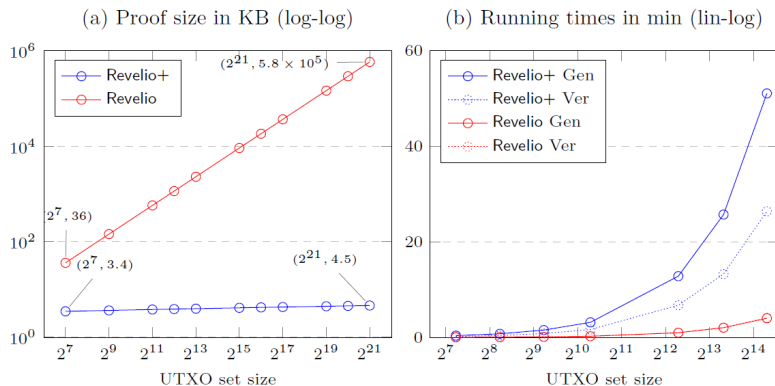 (a) Proof size in KB (log-log)
10^6
10^4
10^2
10^0
Revelio+
Revelio
(2^21, 5.8 × 10^5)
(2^7, 36)
(2^7, 3.4)
(2^21, 4.5)
2^7 2^9 2^11 2^13 2^15 2^17 2^19 2^21
UTXO set size
(b) Running times in min (lin-log)
60
40
20
0
Revelio+ Gen
Revelio+ Ver
Revelio Gen
Revelio Ver
2^7 2^8 2^9 2^10 2^11 2^12 2^13 2^14
UTXO set size